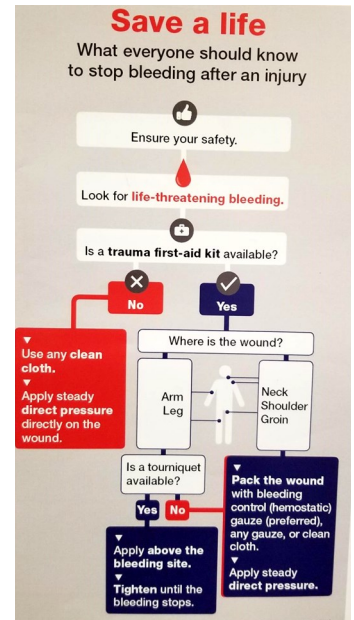 Save a life
What everyone should know
to stop bleeding after an injury
Ensure your safety.
Look for life-threatening bleeding.
Is a trauma first-aid kit available?
No
Yes
Use any clean
cloth.
Apply steady
direct pressure
directly on the
wound.
Where is the wound?
Arm
Leg
Neck
Shoulder
Groin
Is a tourniquet
available?
Yes
No
Apply above the
bleeding site.
Tighten until the
bleeding stops.
Pack the wound
with bleeding
control (hemostatic)
gauze (preferred),
any gauze, or clean
cloth.
Apply steady
direct pressure.